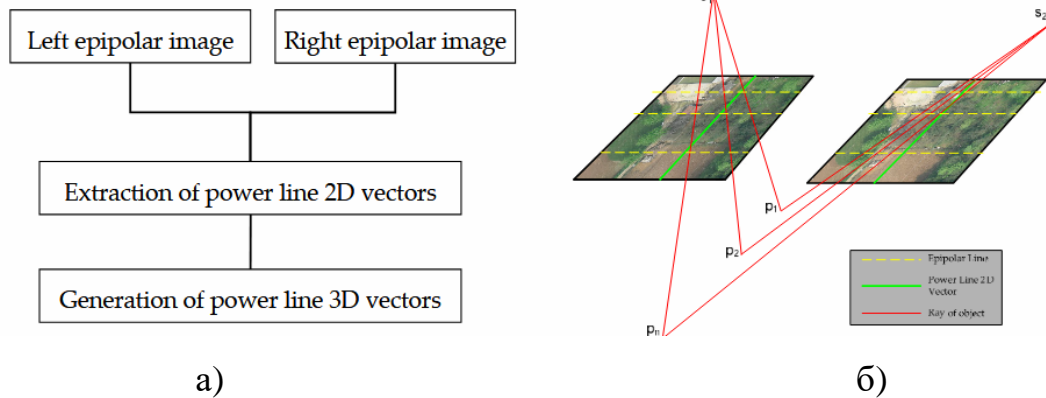 Left epipolar image
Right epipolar image
Extraction of power line 2D vectors
Generation of power line 3D vectors
s₂
p₁
p₂
pₙ
Epipolar Line
Power Line 2D
Vector
Ray of object
а)
б)